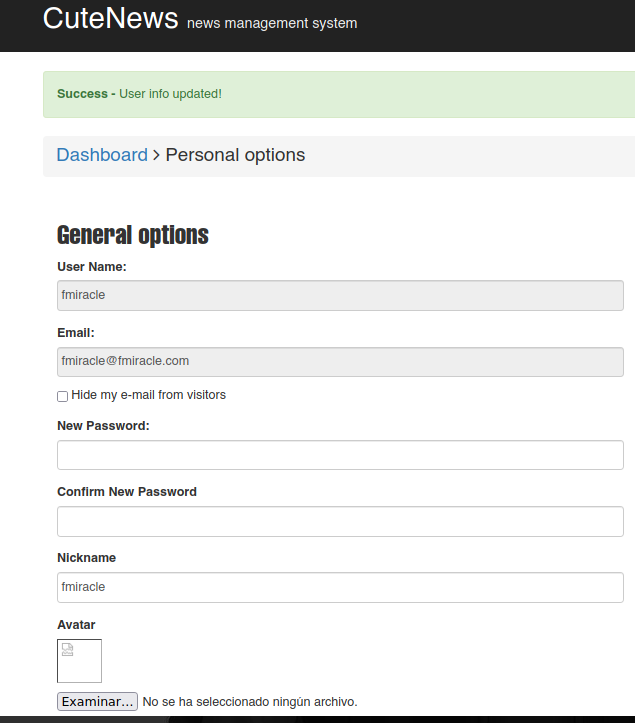 CuteNews news management system
Success - User info updated!
Dashboard > Personal options
General options
User Name:
fmiracle
Email:
fmiracle@fmiracle.com
Hide my e-mail from visitors
New Password:
Confirm New Password
Nickname
fmiracle
Avatar
Examinar... No se ha seleccionado ningún archivo.